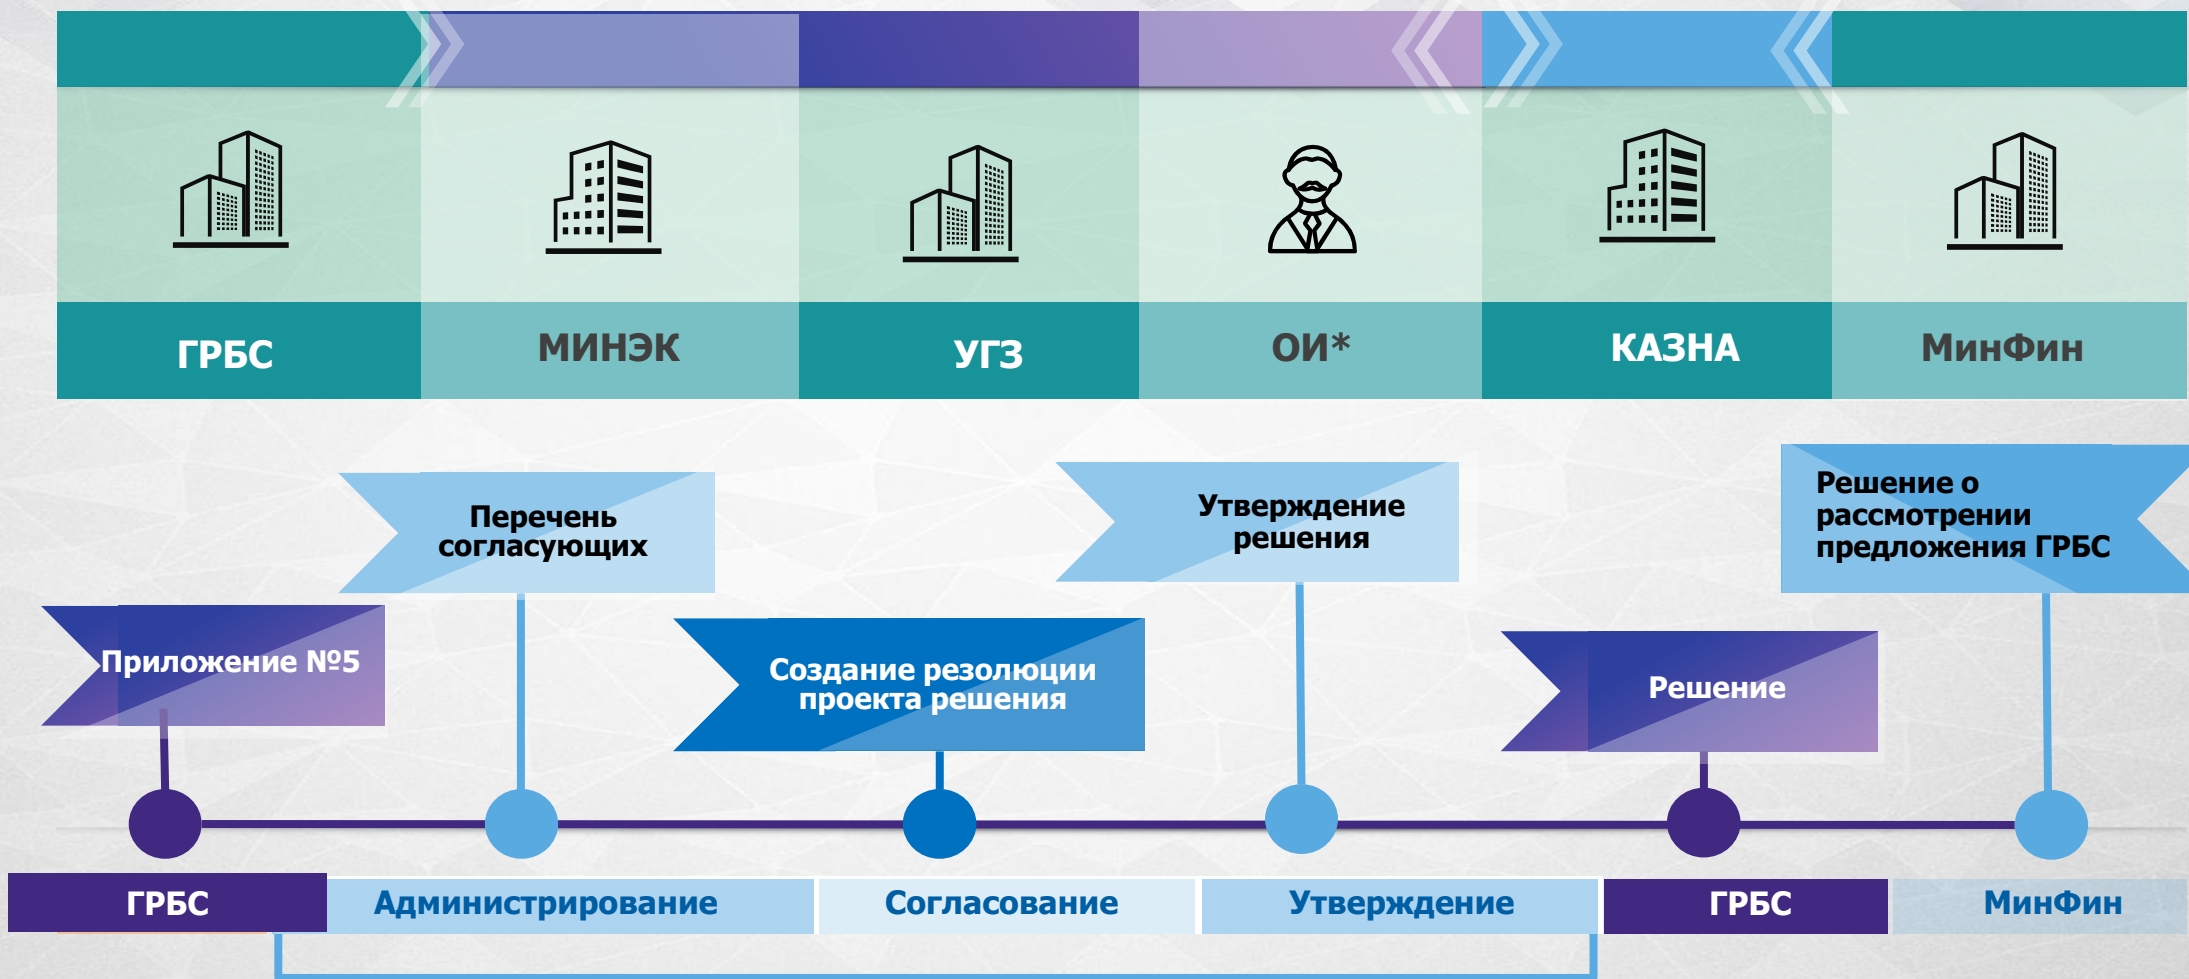 ГРБС
МИНЭК
УГЗ
ОИ*
КАЗНА
МинФин
Приложение №5
Перечень
согласующих
Создание резолюции
проекта решения
Утверждение
решения
Решение
Решение о
рассмотрении
предложения ГРБС
ГРБС
Администрирование
Согласование
Утверждение
ГРБС
МинФин